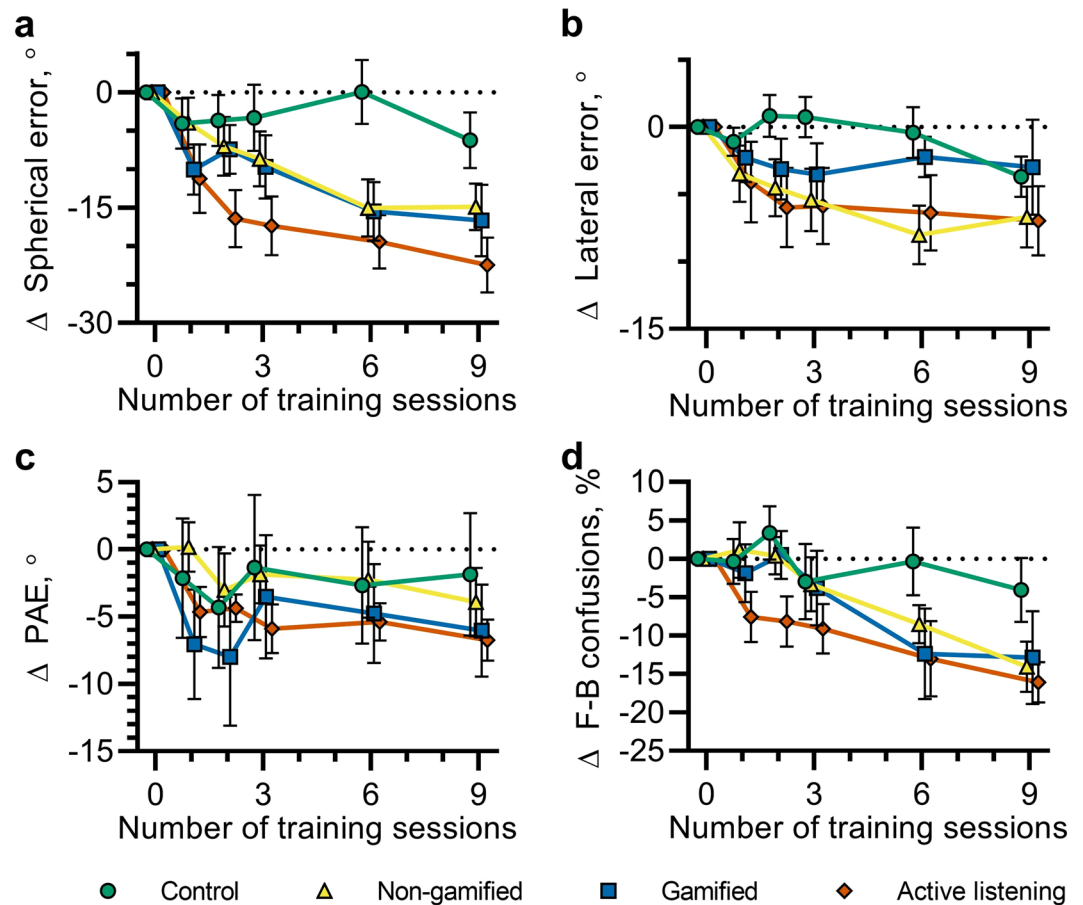 a
Δ Spherical error, °
0
-15
-30
0 3 6 9
Number of training sessions
b
Δ Lateral error, °
0
-15
0 3 6 9
Number of training sessions
c
Δ PAE, °
5
0
-5
-10
-15
0 3 6 9
Number of training sessions
d
Δ F-B confusions, %
10
5
0
-5
-10
-15
-20
-25
0 3 6 9
Number of training sessions
Control Non-gamified Gamified Active listening